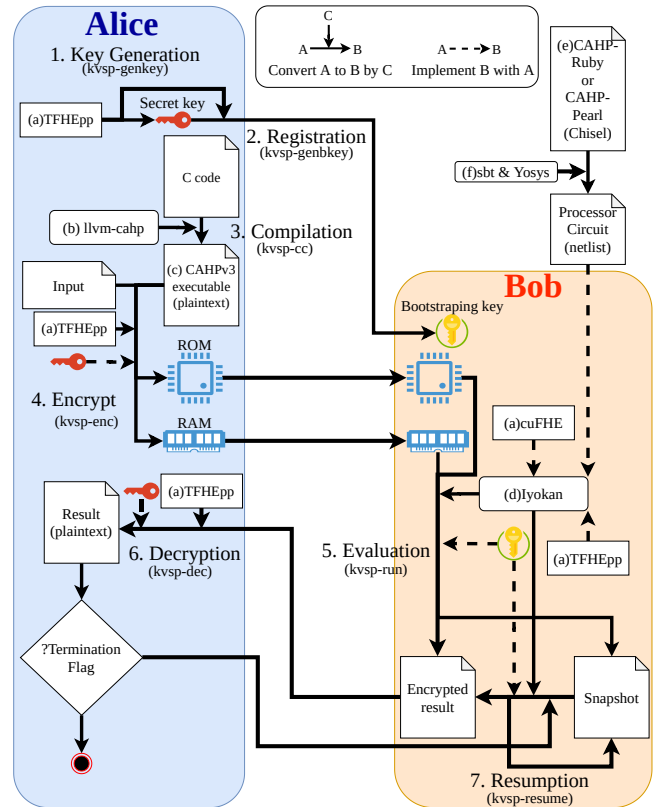 Alice
1. Key Generation
(kvsp-genkey)
(a)TFHEpp
Secret key
2. Registration
(kvsp-genbkey)
C
A
B
Convert A to B by C
A
B
Implement B with A
(e)CAHP-
Ruby
or
CAHP-
Pearl
(Chisel)
(f)sbt & Yosys
Processor
Circuit
(netlist)
C code
(b) llvm-cahp
3. Compilation
(kvsp-cc)
(c) CAHPv3
executable
(plaintext)
Input
(a)TFHEpp
4. Encrypt
(kvsp-enc)
ROM
RAM
Bob
Bootstraping key
(a)cuFHE
(d)Iyokan
(a)TFHEpp
5. Evaluation
(kvsp-run)
Result
(plaintext)
(a)TFHEpp
6. Decryption
(kvsp-dec)
?Termination
Flag
Encrypted
result
Snapshot
7. Resumption
(kvsp-resume)